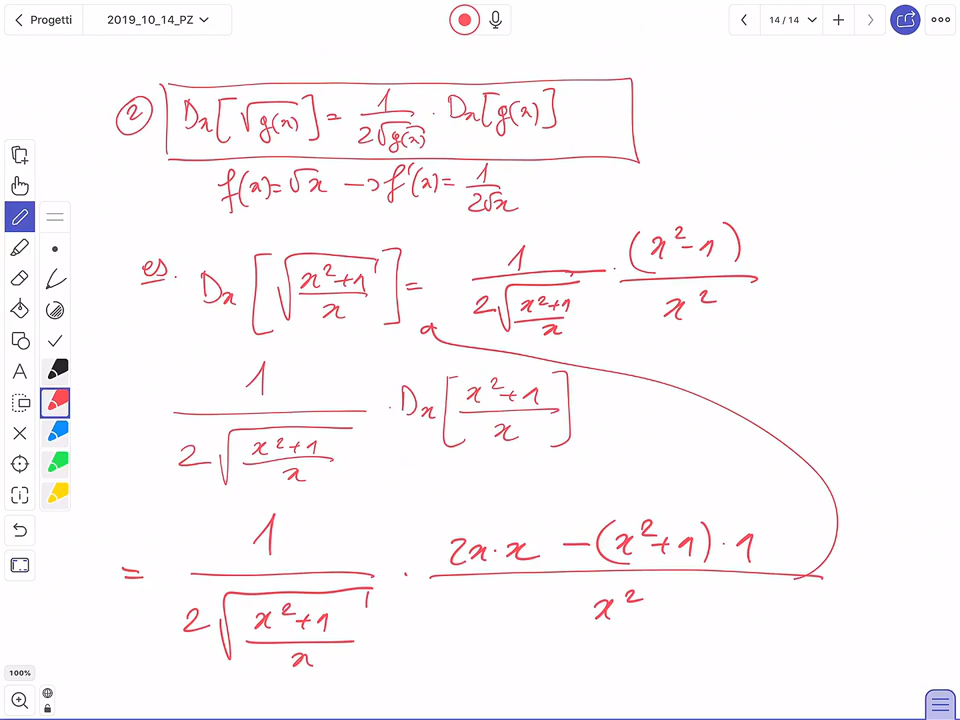 Progetti 2019_10_14_PZ 14 / 14
② Dx[√g(x)] = 1/(2√g(x)) · Dx[g(x)]
f(x)=√x → f'(x)= 1/(2√x)
es. Dx[√((x²+1)/x)] = 1/(2√((x²+1)/x)) · (x²-1)/x²
1/(2√((x²+1)/x)) · Dx[(x²+1)/x]
= 1/(2√((x²+1)/x)) · (2x·x -(x²+1)·1)/x²
100%